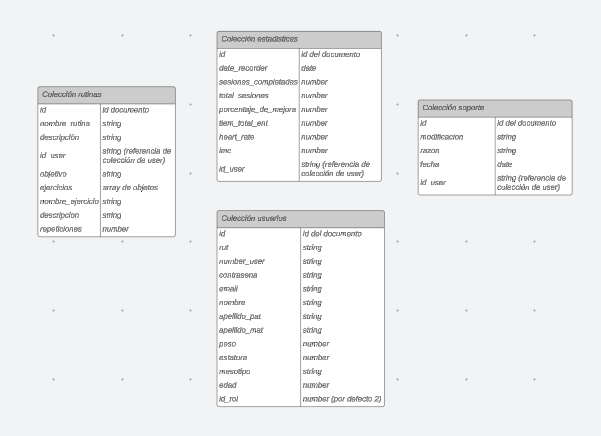 Colección estadísticas
id id del documento
date_recorder date
sesiones_completadas number
total_sesiones number
porcentaje_de_mejora number
tiem_total_ent number
heart_rate number
imc number
id_user string (referencia de
colección de user)
Colección rutinas
id id documento
nombre_rutina string
descripción string
id_user string (referencia de
colección de user)
objetivo string
ejercicios array de objetos
nombre_ejercicio string
descripcion string
repeticiones number
Colección soporte
id id del documento
modificacion string
razon string
fecha date
id_user string (referencia de
colección de user)
Colección usuarios
id id del documento
rut string
number_user string
contrasena string
email string
nombre string
apellido_pat string
apellido_mat string
peso number
estatura number
mesotipo string
edad number
id_rol number (por defecto 2)